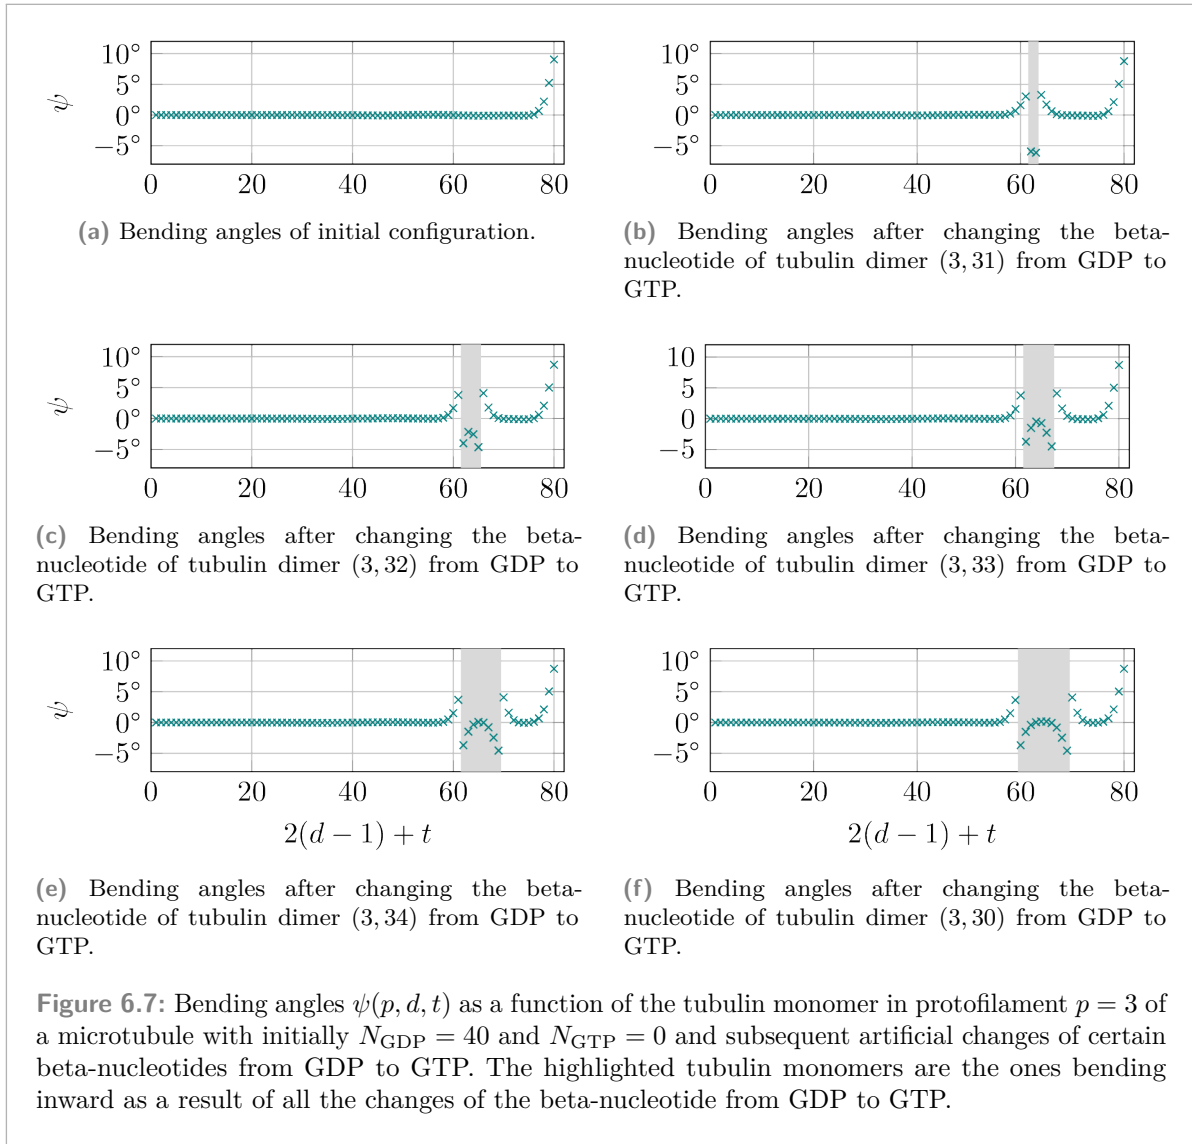 10°
5°
0°
−5°
ψ
0 20 40 60 80
(a) Bending angles of initial configuration.
10°
5°
0°
−5°
0 20 40 60 80
(b) Bending angles after changing the beta-
nucleotide of tubulin dimer (3, 31) from GDP to
GTP.
10°
5°
0°
−5°
ψ
0 20 40 60 80
(c) Bending angles after changing the beta-
nucleotide of tubulin dimer (3, 32) from GDP to
GTP.
10
5
0
−5
0 20 40 60 80
(d) Bending angles after changing the beta-
nucleotide of tubulin dimer (3, 33) from GDP to
GTP.
10°
5°
0°
−5°
ψ
0 20 40 60 80
2(d − 1) + t
(e) Bending angles after changing the beta-
nucleotide of tubulin dimer (3, 34) from GDP to
GTP.
10°
5°
0°
−5°
0 20 40 60 80
2(d − 1) + t
(f) Bending angles after changing the beta-
nucleotide of tubulin dimer (3, 30) from GDP to
GTP.
Figure 6.7: Bending angles ψ(p, d, t) as a function of the tubulin monomer in protofilament p = 3 of
a microtubule with initially N_GDP = 40 and N_GTP = 0 and subsequent artificial changes of certain
beta-nucleotides from GDP to GTP. The highlighted tubulin monomers are the ones bending
inward as a result of all the changes of the beta-nucleotide from GDP to GTP.